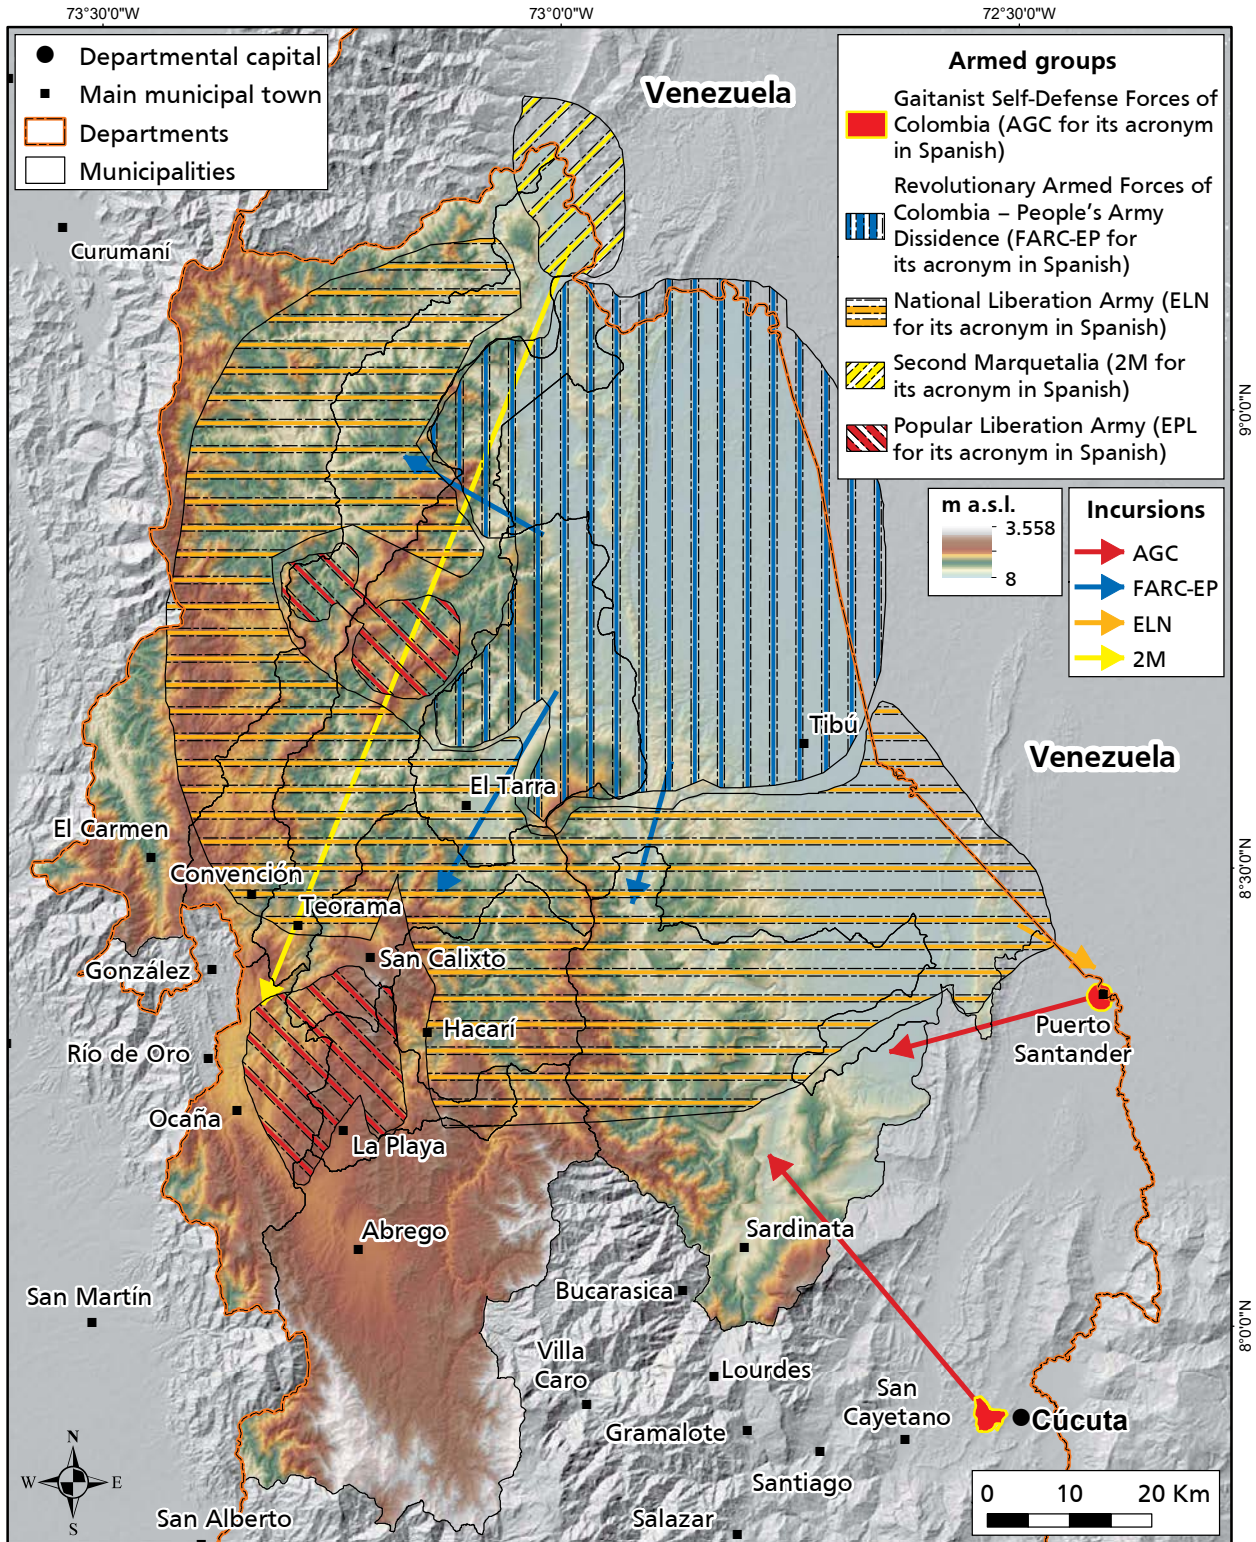 73°30'0"W
73°0'0"W
72°30'0"W
Departmental capital
Main municipal town
Departments
Municipalities
Venezuela
Armed groups
Gaitanist Self-Defense Forces of
Colombia (AGC for its acronym
in Spanish)
Revolutionary Armed Forces of
Colombia – People's Army
Dissidence (FARC-EP for
its acronym in Spanish)
National Liberation Army (ELN
for its acronym in Spanish)
Second Marquetalia (2M for
its acronym in Spanish)
Popular Liberation Army (EPL
for its acronym in Spanish)
Curumaní
9°0'0"N
m a.s.l.
3.558
8
Incursions
AGC
FARC-EP
ELN
2M
Tibú
Venezuela
El Tarra
El Carmen
Convención
Teorama
8°30'0"N
San Calixto
González
Hacarí
Puerto
Santander
Río de Oro
Ocaña
La Playa
Abrego
Sardinata
Bucarasica
San Martín
8°0'0"N
Villa
Caro
Lourdes
San
Cayetano
Cúcuta
Gramalote
Santiago
N
W
E
S
San Alberto
Salazar
0
10
20 Km